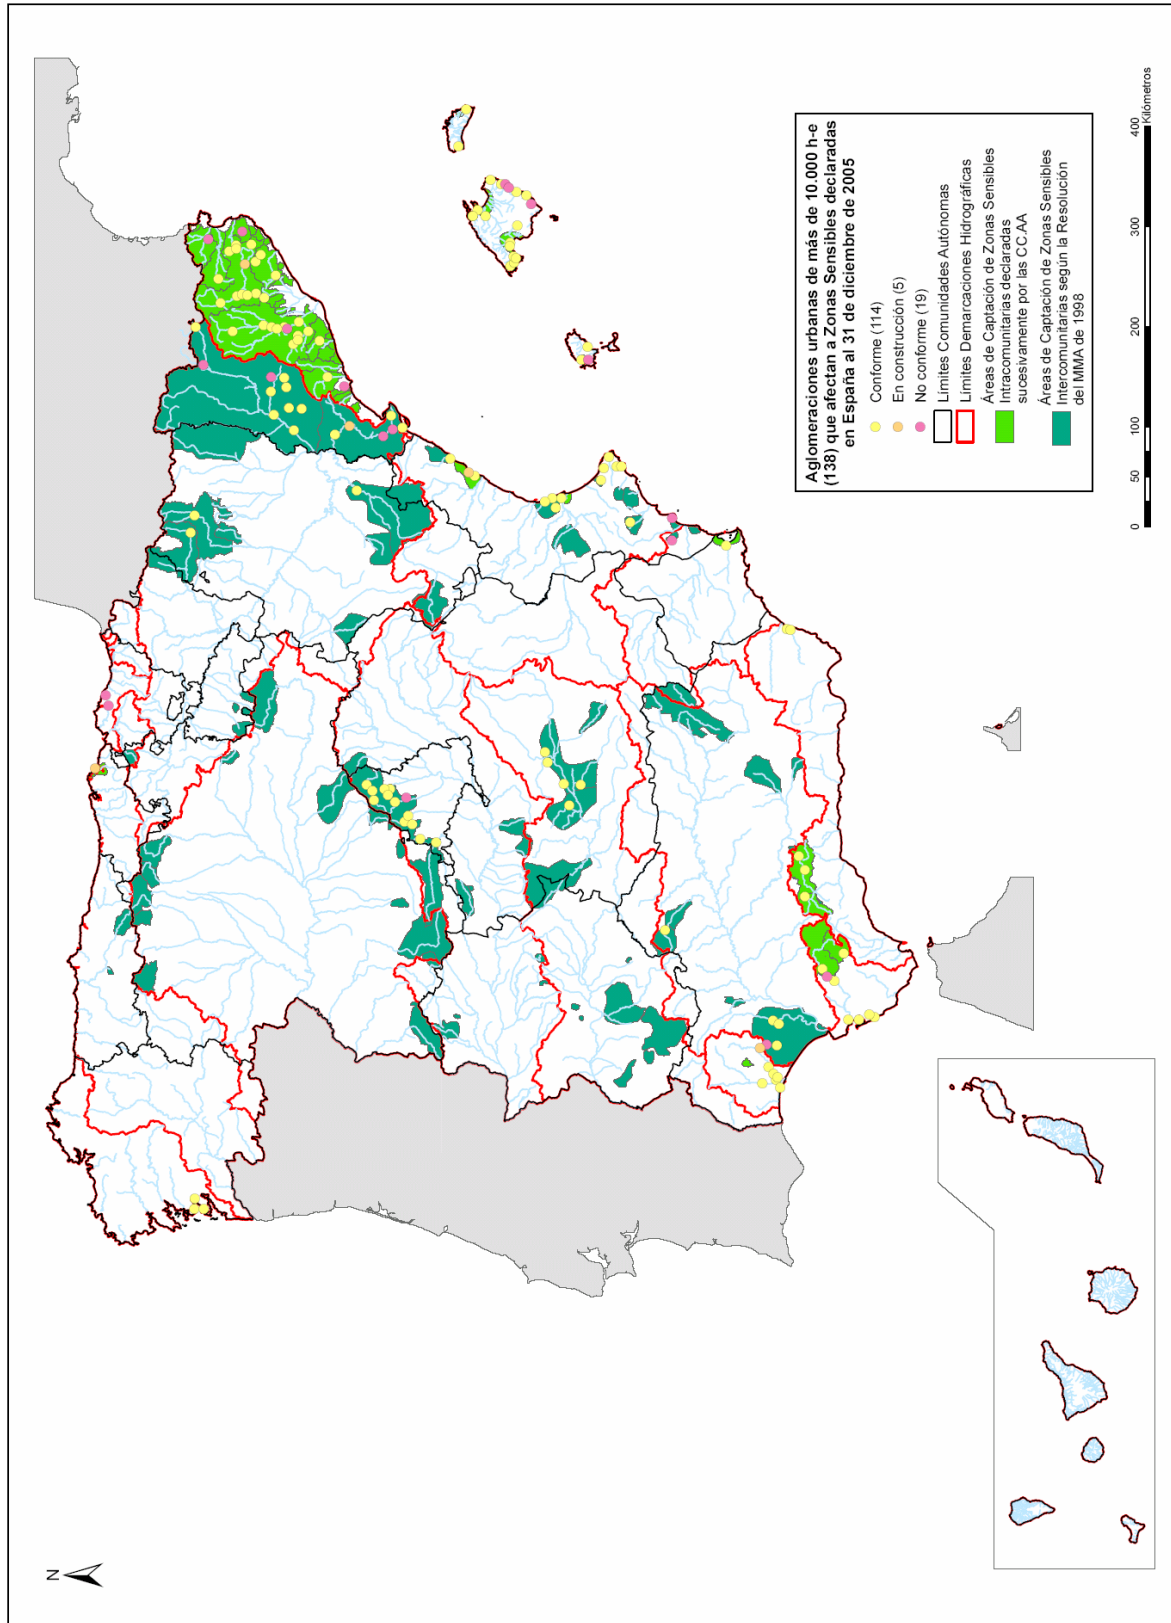 Aglomeraciones urbanas de más de 10.000 h-e
(138) que afectan a Zonas Sensibles declaradas
en España al 31 de diciembre de 2005
Conforme (114)
En construcción (5)
No conforme (19)
Limites Comunidades Autónomas
Limites Demarcaciones Hidrográficas
Áreas de Captación de Zonas Sensibles
Intracomunitarias declaradas
sucesivamente por las CC.AA
Áreas de Captación de Zonas Sensibles
Intercomunitarias según la Resolución
del MMA de 1998
0 50 100 200 300 400
Kilómetros
N